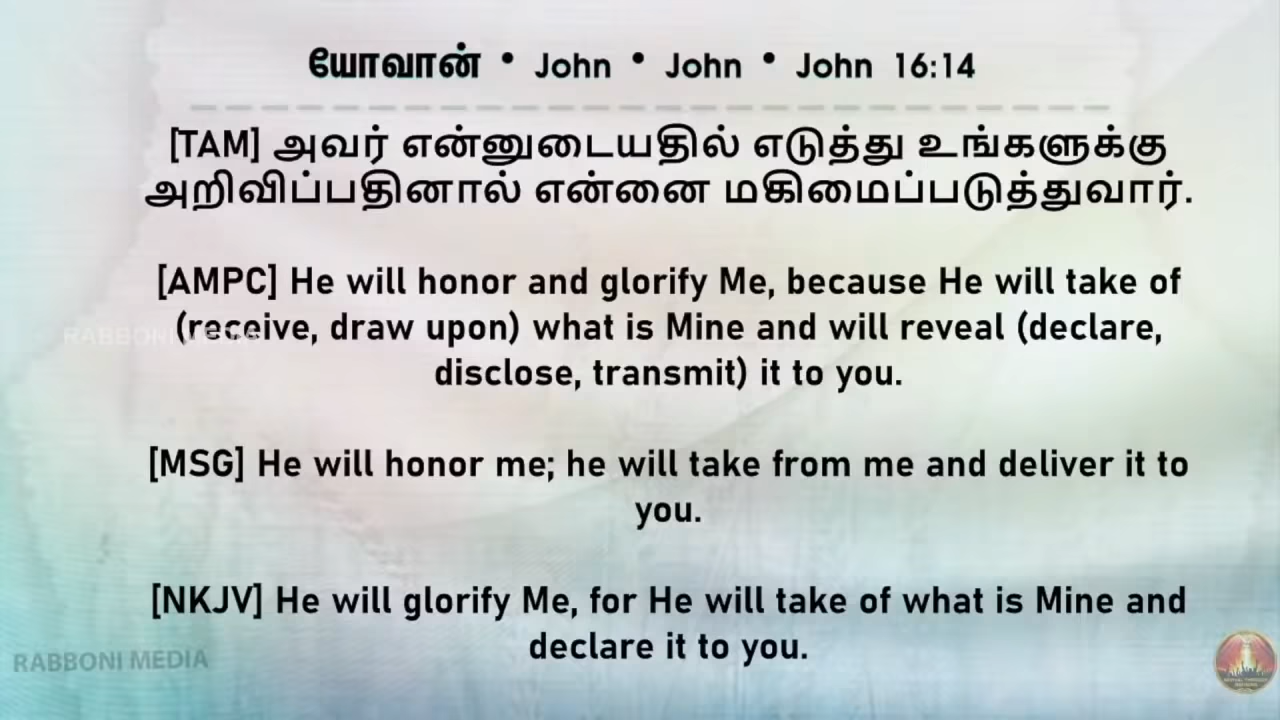 யோவான் • John • John • John 16:14
[TAM] அவர் என்னுடையதில் எடுத்து உங்களுக்கு
அறிவிப்பதினால் என்னை மகிமைப்படுத்துவார்.
[AMPC] He will honor and glorify Me, because He will take of
(receive, draw upon) what is Mine and will reveal (declare,
disclose, transmit) it to you.
RABBONI MEDIA
[MSG] He will honor me; he will take from me and deliver it to
you.
[NKJV] He will glorify Me, for He will take of what is Mine and
declare it to you.
RABBONI MEDIA